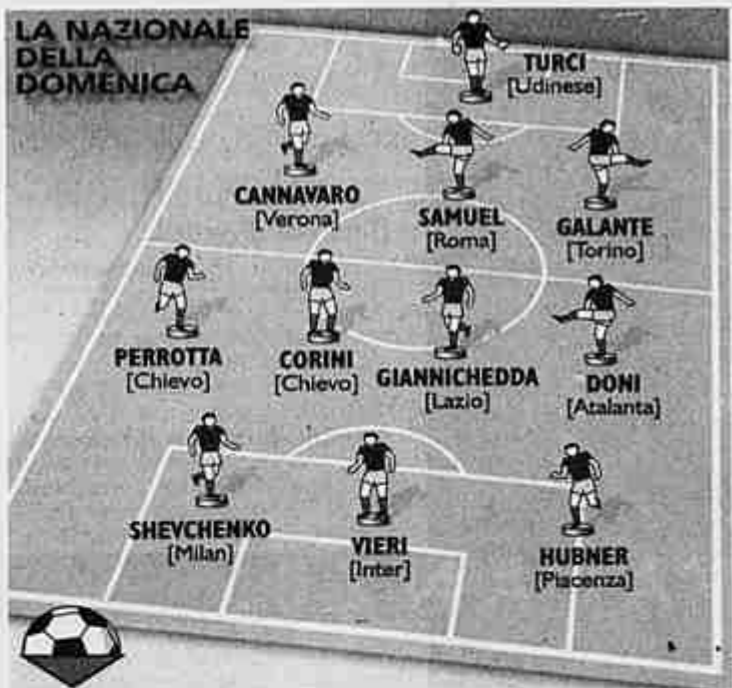 LA NAZIONALE
DELLA
DOMENICA
TURCI
[Udinese]
CANNAVARO
[Verona]
SAMUEL
[Roma]
GALANTE
[Torino]
PERROTTA
[Chievo]
CORINI
[Chievo]
GIANNICHEDDA
[Lazio]
DONI
[Atalanta]
SHEVCHENKO
[Milan]
VIERI
[Inter]
HUBNER
[Piacenza]